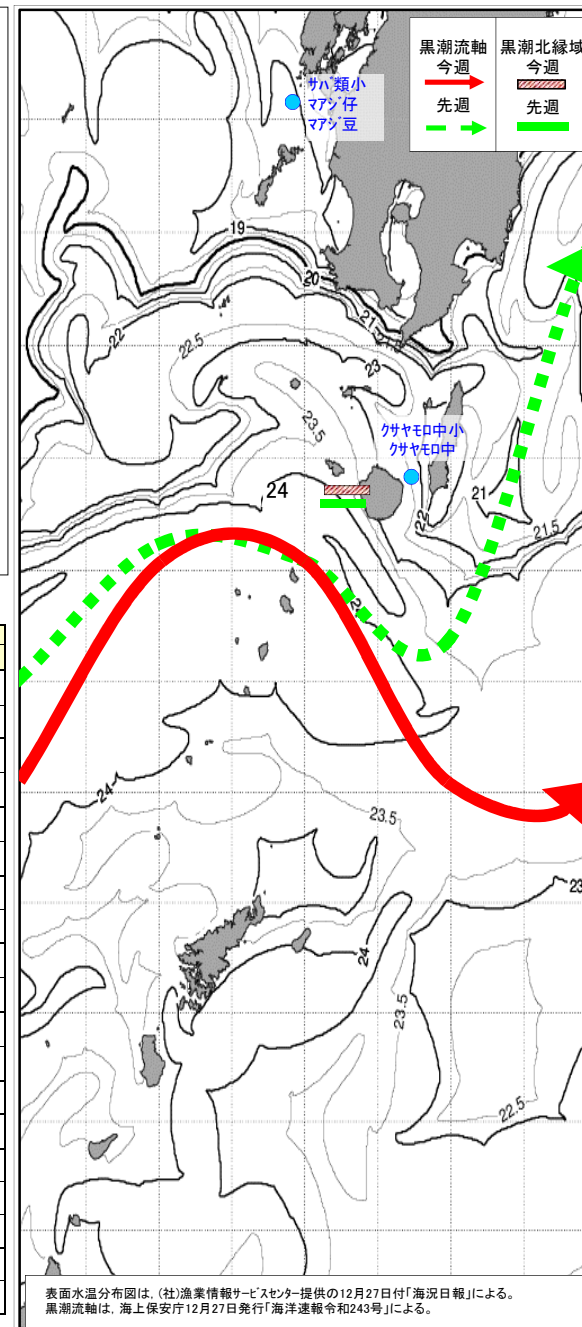 黒潮流軸
今週
先週
黒潮北縁域
今週
先週
サバ類小
マアジ仔
マアジ豆
19
20
21.5
22
22.5
23
23.5
クサヤモロ中小
クサヤモロ中
24
22
21
21.5
24
23.5
23
24
23.5
22.5
表面水温分布図は、(社)漁業情報サービスセンター提供の12月27日付「海況日報」による。
黒潮流軸は、海上保安庁12月27日発行「海洋速報令和243号」による。